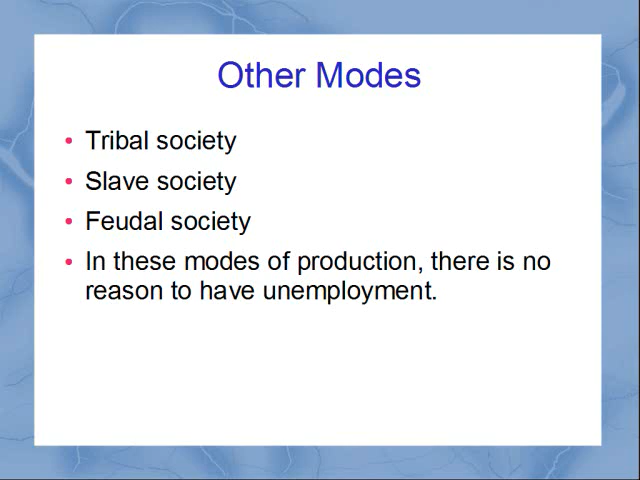 Other Modes
• Tribal society
• Slave society
• Feudal society
• In these modes of production, there is no
reason to have unemployment.